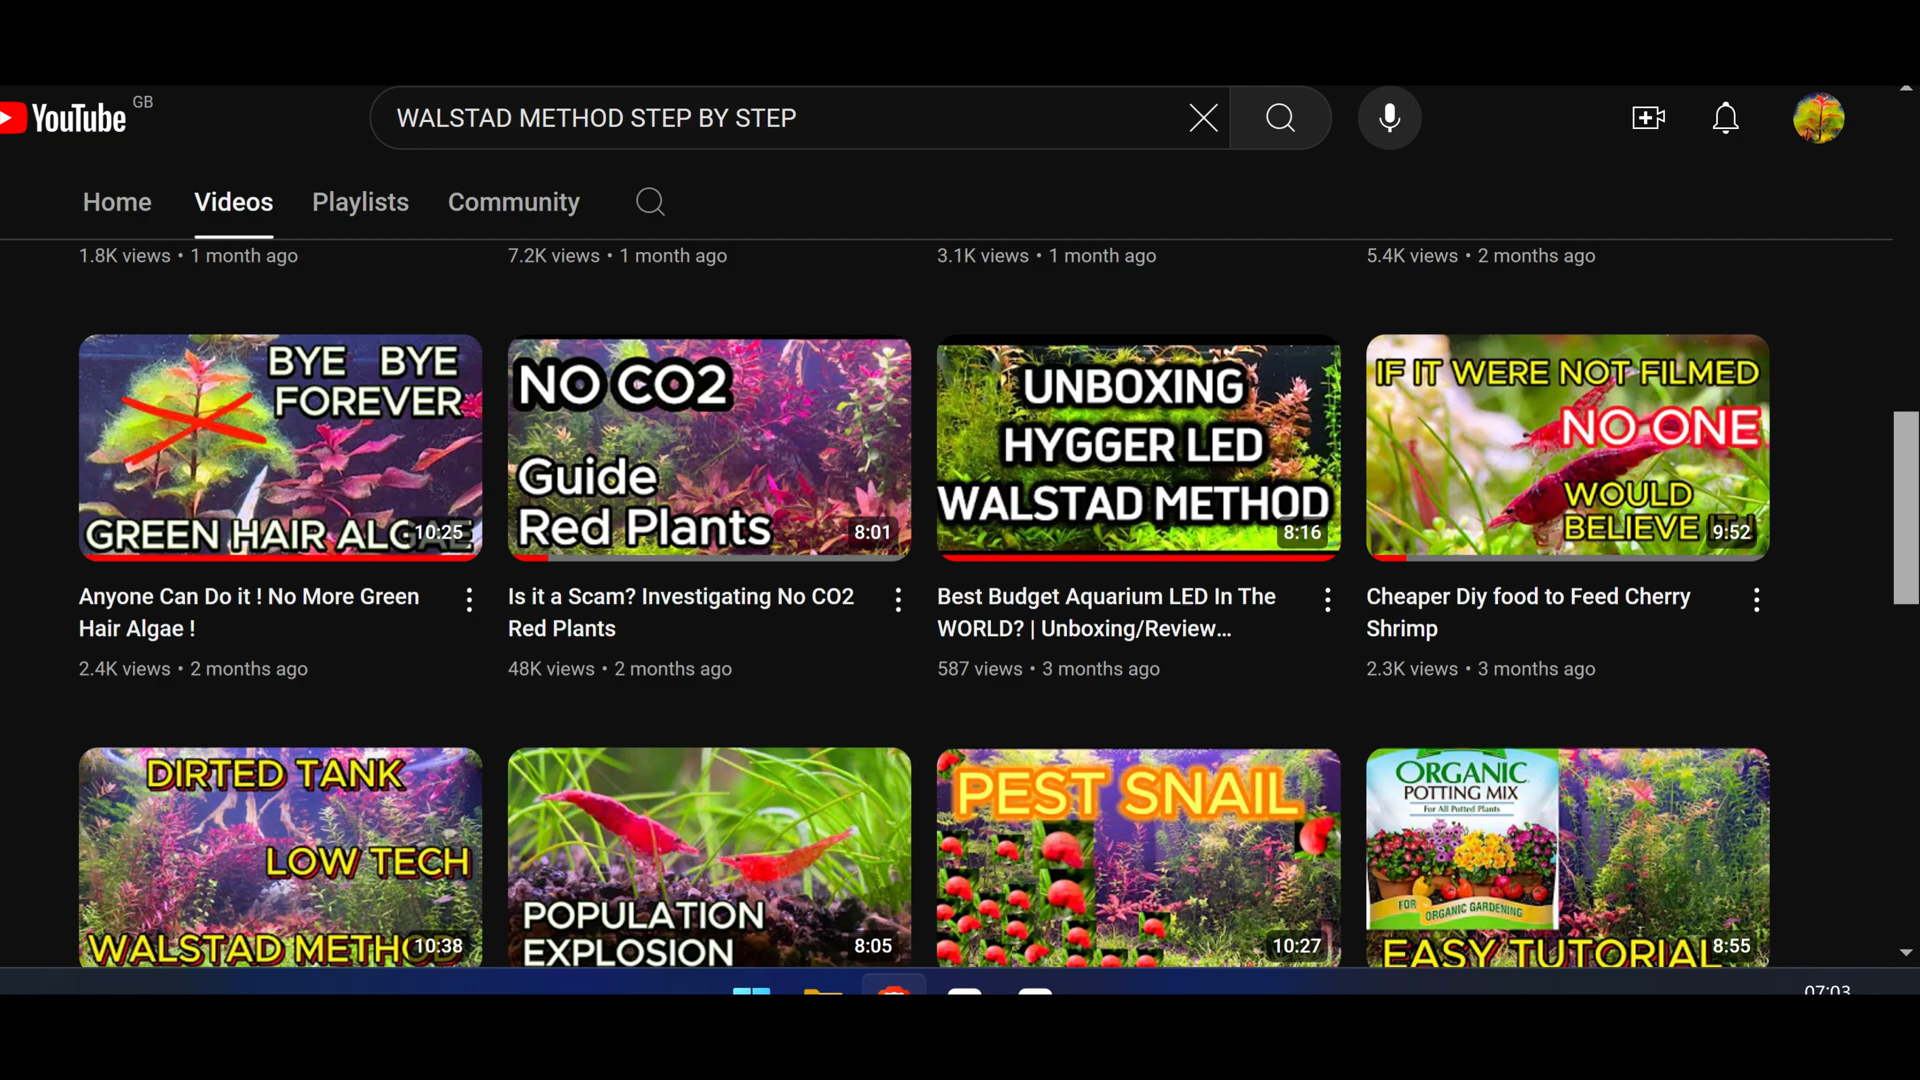 YouTube GB
WALSTAD METHOD STEP BY STEP
Home Videos Playlists Community
1.8K views • 1 month ago
7.2K views • 1 month ago
3.1K views • 1 month ago
5.4K views • 2 months ago
BYE BYE
FOREVER
GREEN HAIR ALGAE
10:25
NO CO2
Guide
Red Plants
8:01
UNBOXING
HYGGER LED
WALSTAD METHOD
8:16
IF IT WERE NOT FILMED
NO ONE
WOULD
BELIEVE
9:52
Anyone Can Do it ! No More Green
Hair Algae !
2.4K views • 2 months ago
Is it a Scam? Investigating No CO2
Red Plants
48K views • 2 months ago
Best Budget Aquarium LED In The
WORLD? | Unboxing/Review...
587 views • 3 months ago
Cheaper Diy food to Feed Cherry
Shrimp
2.3K views • 3 months ago
DIRTED TANK
LOW TECH
WALSTAD METHOD
10:38
POPULATION
EXPLOSION
8:05
PEST SNAIL
10:27
ORGANIC
POTTING MIX
For All Potted Plants
FOR ORGANIC GARDENING
EASY TUTORIAL
8:55
07:03